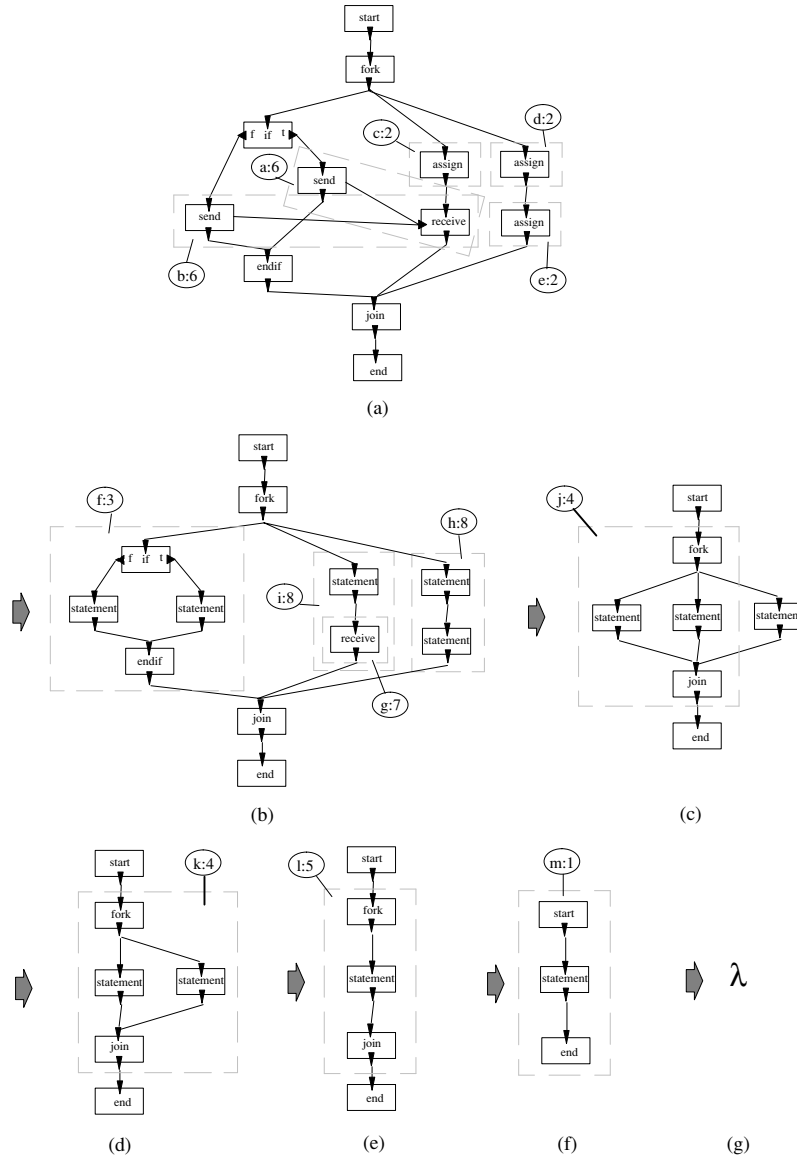 start
fork
f if t
c:2
d:2
assign
assign
a:6
send
send
receive
assign
b:6
endif
e:2
join
end
(a)
start
fork
f:3
h:8
f if t
statement
statement
statement
statement
i:8
receive
statement
endif
g:7
join
end
(b)
j:4
start
fork
statement
statement
statement
join
end
(c)
start
k:4
fork
statement
statement
join
end
(d)
l:5
start
fork
statement
join
end
(e)
m:1
start
statement
end
(f)
λ
(g)